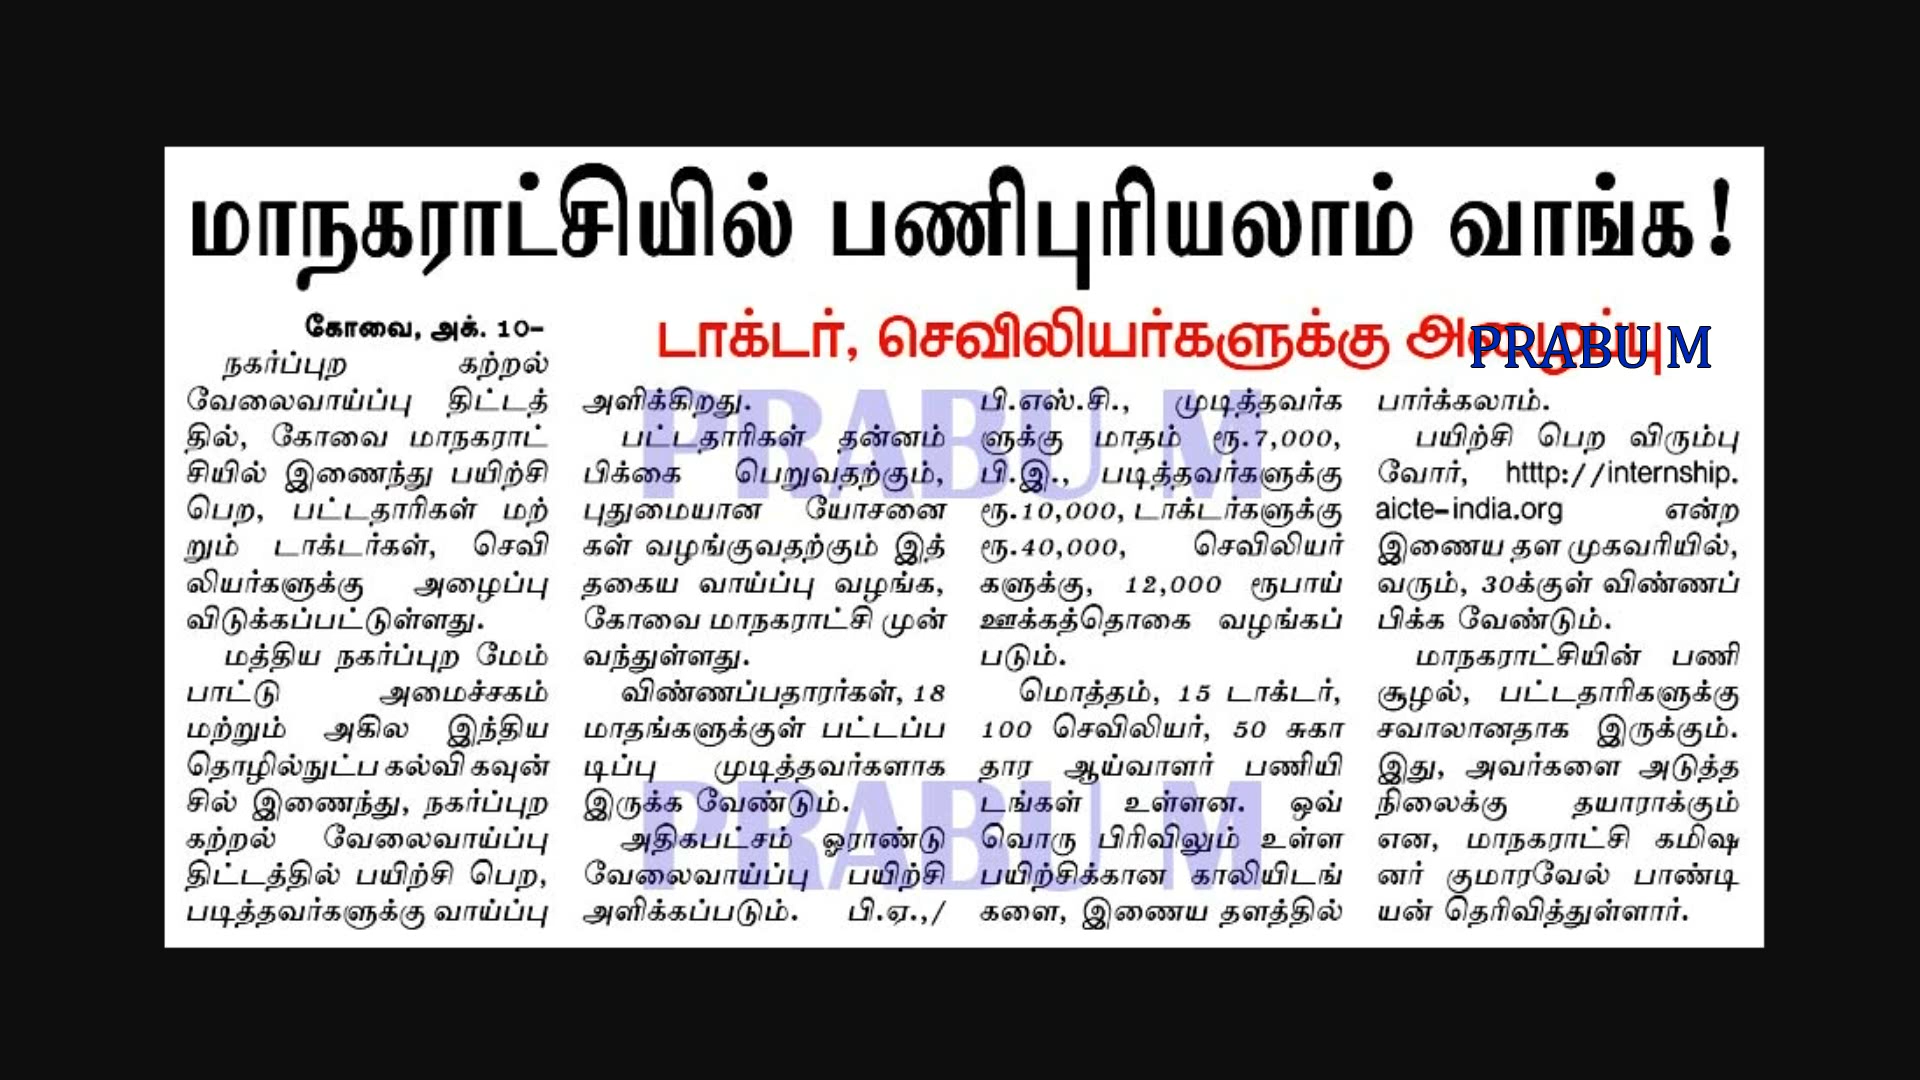 மாநகராட்சியில் பணிபுரியலாம் வாங்க!
டாக்டர், செவிலியர்களுக்கு அழைப்பு
PRABU M
கோவை, அக். 10–
நகர்ப்புற கற்றல்
வேலைவாய்ப்பு திட்டத்
தில், கோவை மாநகராட்
சியில் இணைந்து பயிற்சி
பெற, பட்டதாரிகள் மற்
றும் டாக்டர்கள், செவி
லியர்களுக்கு அழைப்பு
விடுக்கப்பட்டுள்ளது.
மத்திய நகர்ப்புற மேம்
பாட்டு அமைச்சகம்
மற்றும் அகில இந்திய
தொழில்நுட்ப கல்வி கவுன்
சில் இணைந்து, நகர்ப்புற
கற்றல் வேலைவாய்ப்பு
திட்டத்தில் பயிற்சி பெற,
படித்தவர்களுக்கு வாய்ப்பு
அளிக்கிறது.
பட்டதாரிகள் தன்னம்
பிக்கை பெறுவதற்கும்,
புதுமையான யோசனை
கள் வழங்குவதற்கும் இத்
தகைய வாய்ப்பு வழங்க,
கோவை மாநகராட்சி முன்
வந்துள்ளது.
விண்ணப்பதாரர்கள், 18
மாதங்களுக்குள் பட்டப்ப
டிப்பு முடித்தவர்களாக
இருக்க வேண்டும்.
அதிகபட்சம் ஓராண்டு
வேலைவாய்ப்பு பயிற்சி
அளிக்கப்படும். பி.ஏ.,/
பி.எஸ்.சி., முடித்தவர்க
ளுக்கு மாதம் ரூ.7,000,
பி.இ., படித்தவர்களுக்கு
ரூ.10,000, டாக்டர்களுக்கு
ரூ.40,000, செவிலியர்
களுக்கு, 12,000 ரூபாய்
ஊக்கத்தொகை வழங்கப்
படும்.
மொத்தம், 15 டாக்டர்,
100 செவிலியர், 50 சுகா
தார ஆய்வாளர் பணியி
டங்கள் உள்ளன. ஒவ்
வொரு பிரிவிலும் உள்ள
பயிற்சிக்கான காலியிடங்
களை, இணைய தளத்தில்
பார்க்கலாம்.
பயிற்சி பெற விரும்பு
வோர், htttp://internship.
aicte-india.org என்ற
இணைய தள முகவரியில்,
வரும், 30க்குள் விண்ணப்
பிக்க வேண்டும்.
மாநகராட்சியின் பணி
சூழல், பட்டதாரிகளுக்கு
சவாலானதாக இருக்கும்.
இது, அவர்களை அடுத்த
நிலைக்கு தயாராக்கும்
என, மாநகராட்சி கமிஷ
னர் குமாரவேல் பாண்டி
யன் தெரிவித்துள்ளார்.
PRABU M
PRABU M